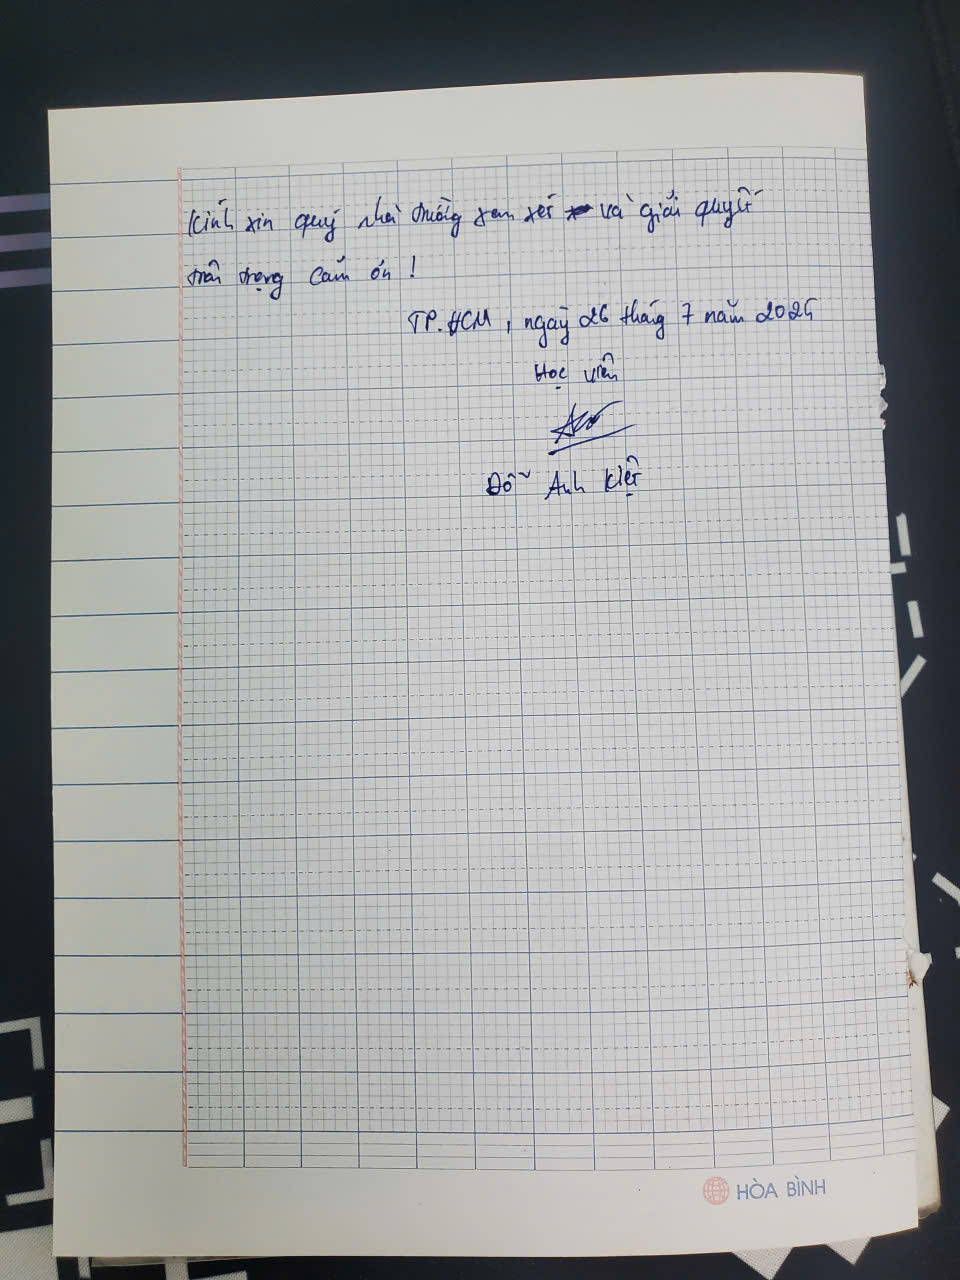 Kính xin quý nhà trường xem xét và giải quyết
trân trọng cảm ơn !
TP.HCM, ngày 26 tháng 7 năm 2025
Học viên
Đỗ Anh Kiệt
HÒA BÌNH